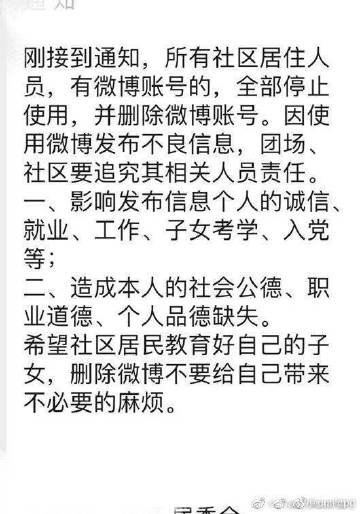 通知
刚接到通知，所有社区居住人
员，有微博账号的，全部停止
使用，并删除微博账号。因使
用微博发布不良信息，团场、
社区要追究其相关人员责任。
一、影响发布信息个人的诚信、
就业、工作、子女考学、入党
等；
二、造成本人的社会公德、职
业道德、个人品德缺失。
希望社区居民教育好自己的子
女，删除微博不要给自己带来
不必要的麻烦。
居委会